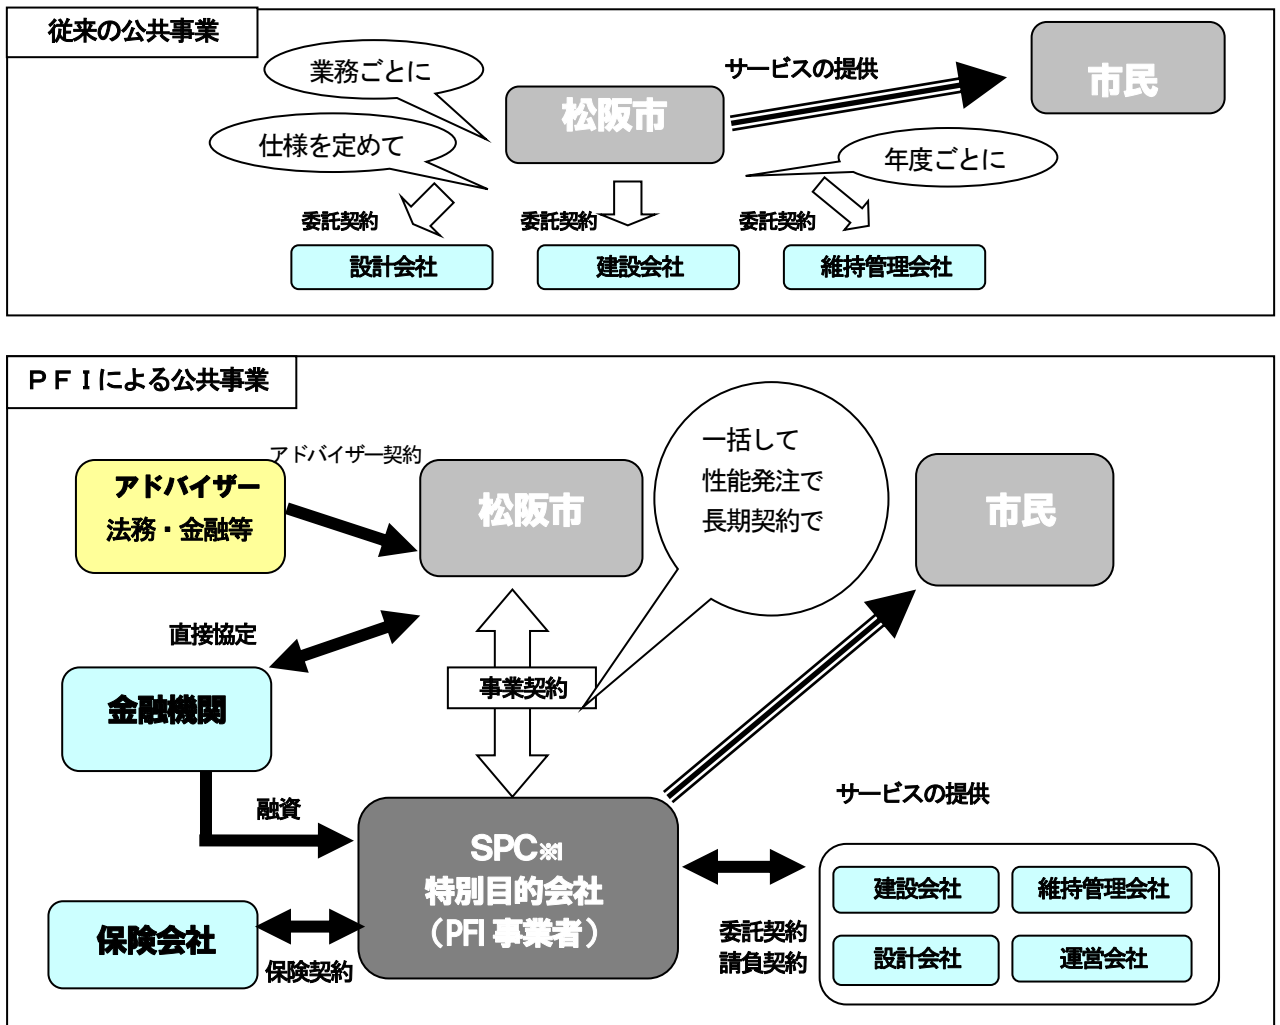 従来の公共事業
業務ごとに
サービスの提供
市民
松阪市
仕様を定めて
年度ごとに
委託契約
委託契約
委託契約
設計会社
建設会社
維持管理会社
ＰＦＩによる公共事業
アドバイザー契約
アドバイザー
法務・金融等
松阪市
一括して
性能発注で
長期契約で
市民
直接協定
金融機関
事業契約
融資
サービスの提供
SPC※1
特別目的会社
（PFI 事業者）
建設会社
維持管理会社
保険会社
保険契約
委託契約
請負契約
設計会社
運営会社